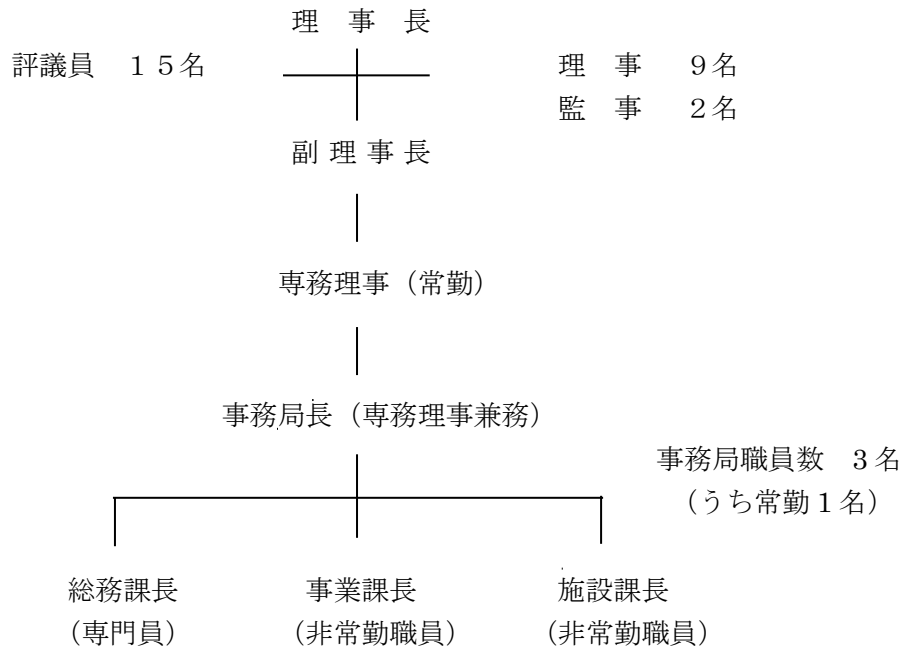 理 事 長
評議員 １５名
理 事 ９名
監 事 ２名
副 理 事 長
専務理事（常勤）
事務局長（専務理事兼務）
事務局職員数 ３名
（うち常勤１名）
総務課長 事業課長 施設課長
（専門員） （非常勤職員） （非常勤職員）